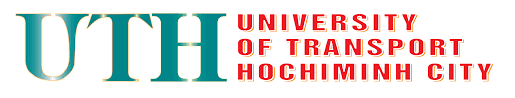 UTH
UNIVERSITY
OF TRANSPORT
HOCHIMINH CITY